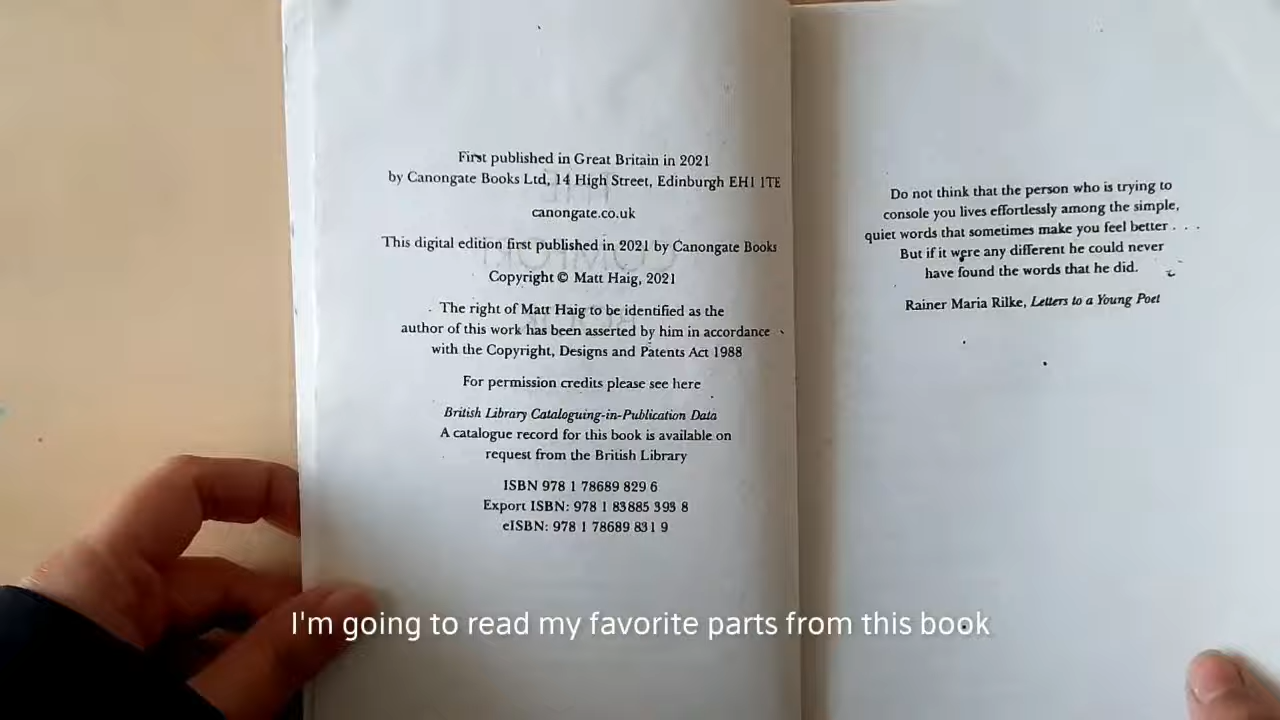 First published in Great Britain in 2021
by Canongate Books Ltd, 14 High Street, Edinburgh EH1 1TE
canongate.co.uk
This digital edition first published in 2021 by Canongate Books
Copyright © Matt Haig, 2021
The right of Matt Haig to be identified as the
author of this work has been asserted by him in accordance
with the Copyright, Designs and Patents Act 1988
For permission credits please see here
British Library Cataloguing-in-Publication Data
A catalogue record for this book is available on
request from the British Library
ISBN 978 1 78689 829 6
Export ISBN: 978 1 83885 393 8
eISBN: 978 1 78689 831 9
Do not think that the person who is trying to
console you lives effortlessly among the simple,
quiet words that sometimes make you feel better . . .
But if it were any different he could never
have found the words that he did.
Rainer Maria Rilke, Letters to a Young Poet
I'm going to read my favorite parts from this book